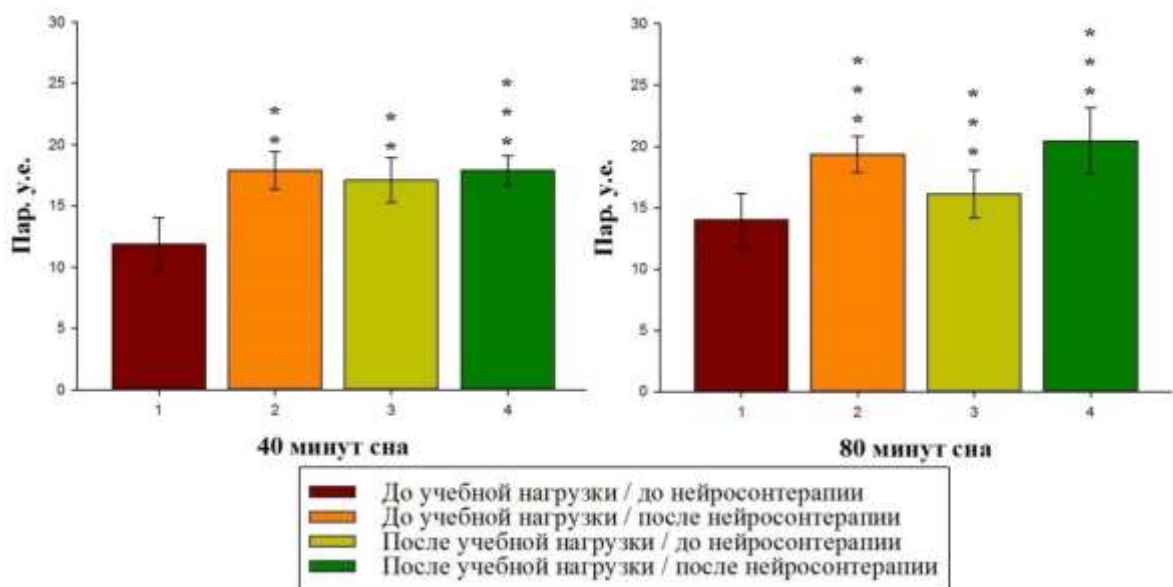 30
25
20
15
10
5
0
Пар. у.е.
* *
* *
* * *
1 2 3 4
40 минут сна
30
25
20
15
10
5
0
Пар. у.е.
* * *
* * *
* * *
1 2 3 4
80 минут сна
До учебной нагрузки / до нейросонтерапии
До учебной нагрузки / после нейросонтерапии
После учебной нагрузки / до нейросонтерапии
После учебной нагрузки / после нейросонтерапии